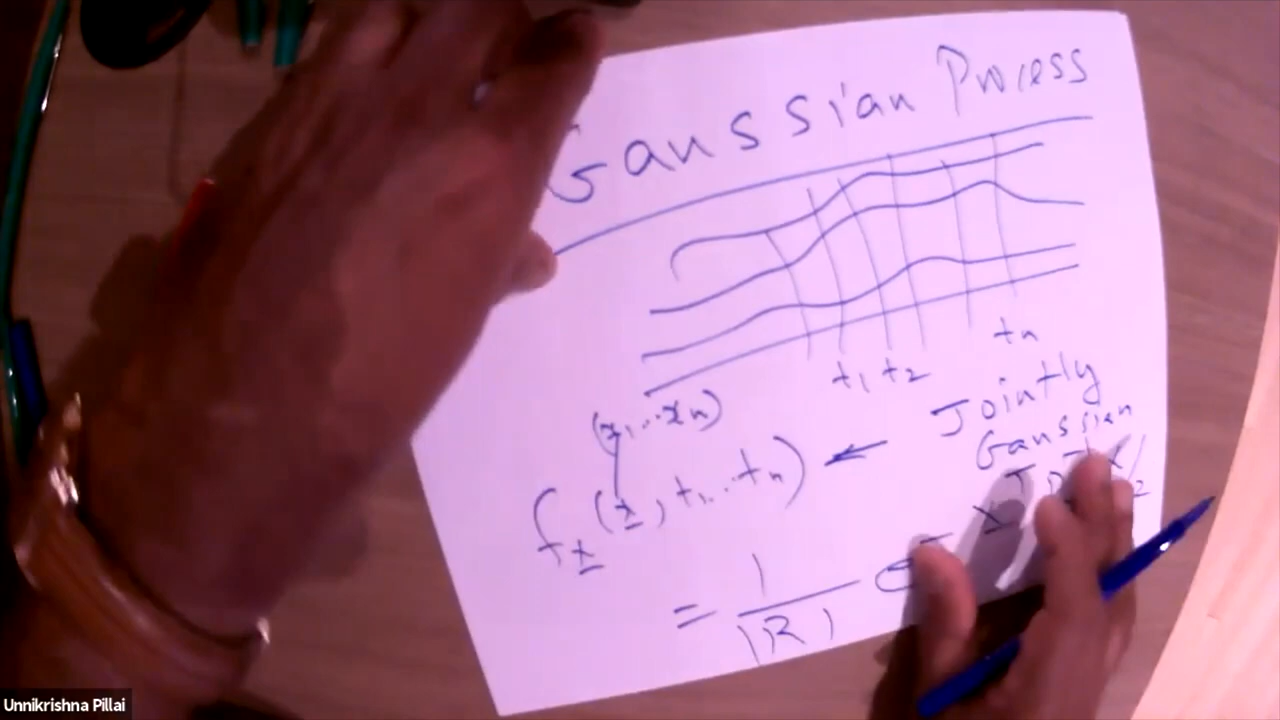 Gaussian Process
t1 t2 tn
(x1, .. xn)
Jointly
Gaussian
fx (x, t1, .. tn) ←
= 1
|R| e
Unnikrishna Pillai